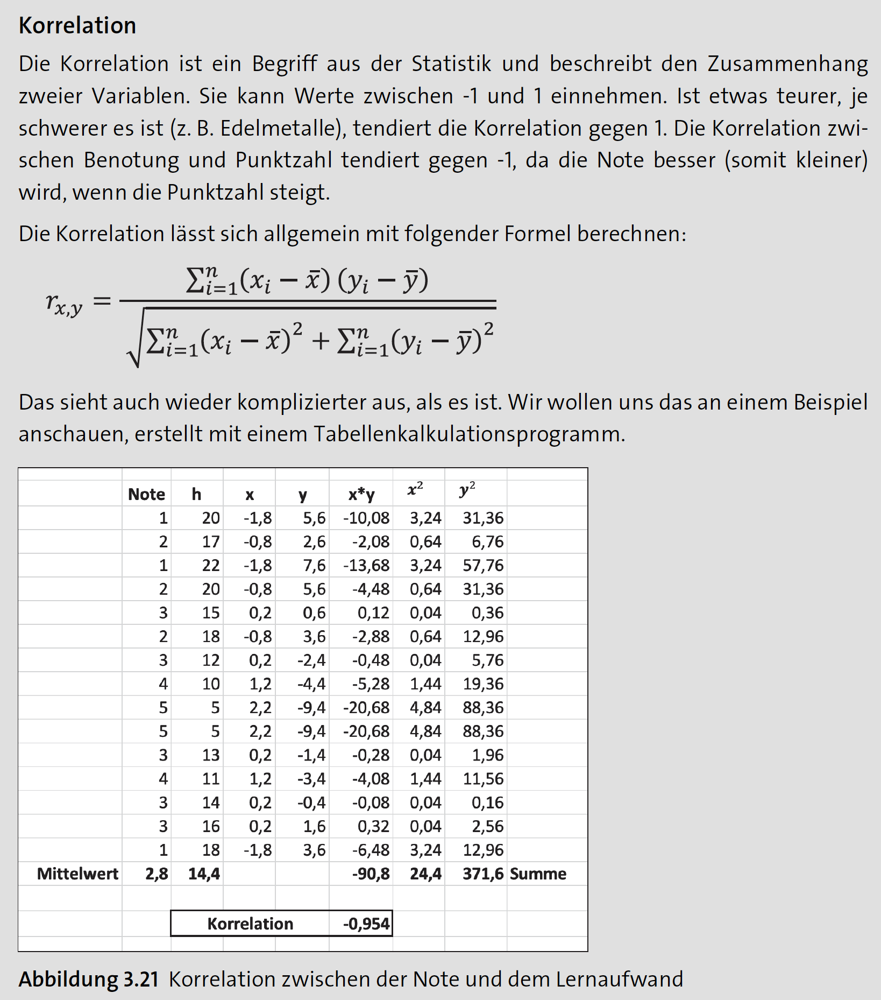 Korrelation
Die Korrelation ist ein Begriff aus der Statistik und beschreibt den Zusammenhang
zweier Variablen. Sie kann Werte zwischen -1 und 1 einnehmen. Ist etwas teurer, je
schwerer es ist (z. B. Edelmetalle), tendiert die Korrelation gegen 1. Die Korrelation zwi-
schen Benotung und Punktzahl tendiert gegen -1, da die Note besser (somit kleiner)
wird, wenn die Punktzahl steigt.
Die Korrelation lässt sich allgemein mit folgender Formel berechnen:
r_{x,y} = \frac{\sum_{i=1}^{n}(x_i − \bar{x}) (y_i − \bar{y})}{\sqrt{\sum_{i=1}^{n}(x_i − \bar{x})^2 + \sum_{i=1}^{n}(y_i − \bar{y})^2}}
Das sieht auch wieder komplizierter aus, als es ist. Wir wollen uns das an einem Beispiel
anschauen, erstellt mit einem Tabellenkalkulationsprogramm.
Note h x y x*y x² y²
1 20 -1,8 5,6 -10,08 3,24 31,36
2 17 -0,8 2,6 -2,08 0,64 6,76
1 22 -1,8 7,6 -13,68 3,24 57,76
2 20 -0,8 5,6 -4,48 0,64 31,36
3 15 0,2 0,6 0,12 0,04 0,36
2 18 -0,8 3,6 -2,88 0,64 12,96
3 12 0,2 -2,4 -0,48 0,04 5,76
4 10 1,2 -4,4 -5,28 1,44 19,36
5 5 2,2 -9,4 -20,68 4,84 88,36
5 5 2,2 -9,4 -20,68 4,84 88,36
3 13 0,2 -1,4 -0,28 0,04 1,96
4 11 1,2 -3,4 -4,08 1,44 11,56
3 14 0,2 -0,4 -0,08 0,04 0,16
3 16 0,2 1,6 0,32 0,04 2,56
1 18 -1,8 3,6 -6,48 3,24 12,96
Mittelwert 2,8 14,4 -90,8 24,4 371,6 Summe
Korrelation -0,954
Abbildung 3.21 Korrelation zwischen der Note und dem Lernaufwand